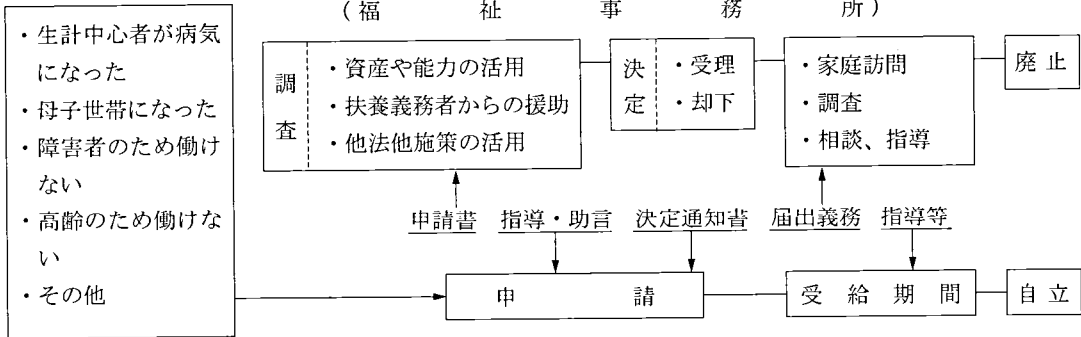 (福祉事務所)
・生計中心者が病気
になった
・母子世帯になった
・障害者のため働け
ない
・高齢のため働けな
い
・その他
調査
・資産や能力の活用
・扶養義務者からの援助
・他法他施策の活用
決定
・受理
・却下
・家庭訪問
・調査
・相談、指導
廃止
申請書 指導・助言 決定通知書 届出義務 指導等
申請
受給期間
自立